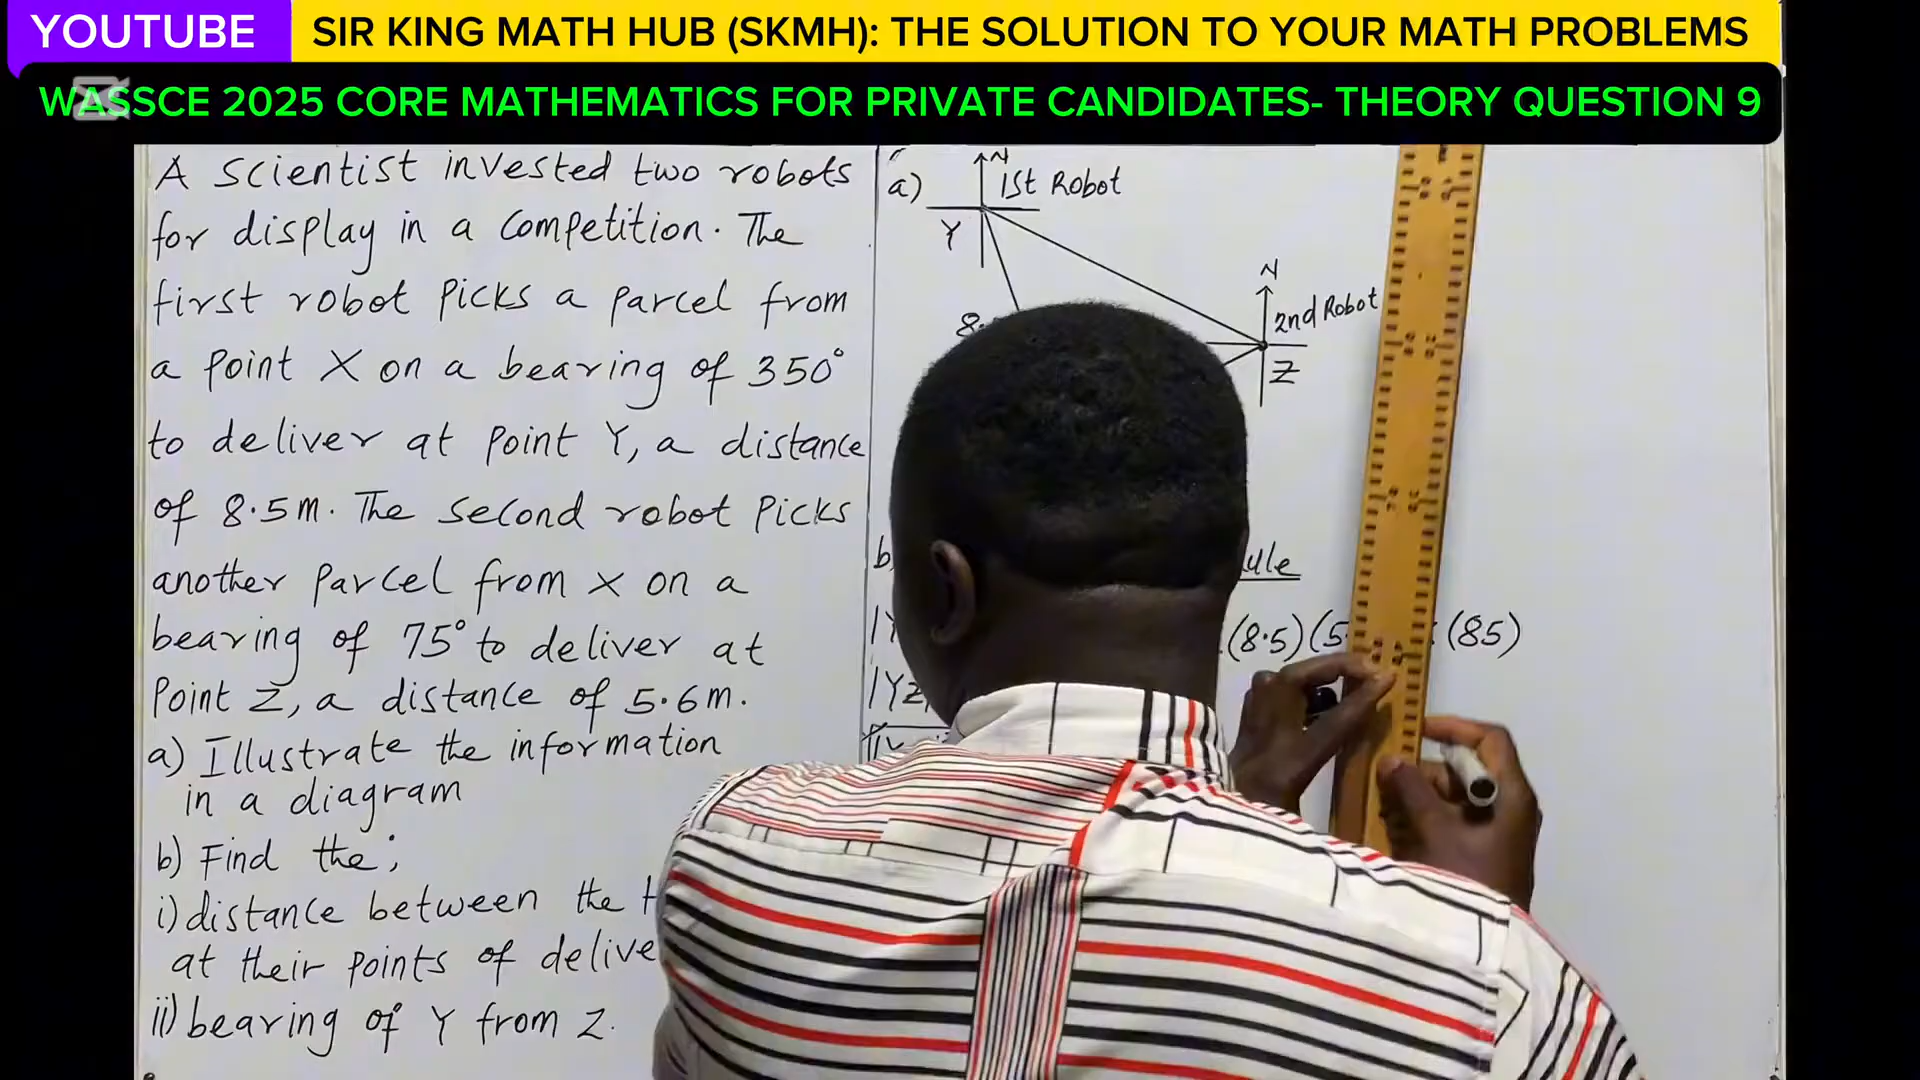 YOUTUBE
SIR KING MATH HUB (SKMH): THE SOLUTION TO YOUR MATH PROBLEMS
WASSCE 2025 CORE MATHEMATICS FOR PRIVATE CANDIDATES- THEORY QUESTION 9
A scientist invested two robots
for display in a competition. The
first robot picks a parcel from
a point X on a bearing of 350°
to deliver at point Y, a distance
of 8.5m. The second robot picks
another parcel from x on a
bearing of 75° to deliver at
point Z, a distance of 5.6m.
a) Illustrate the information
in a diagram
b) Find the;
i) distance between the
at their points of
ii) bearing of Y from Z.
a)
N
1st Robot
Y
N
2nd Robot
Z
(8.5)
(85)